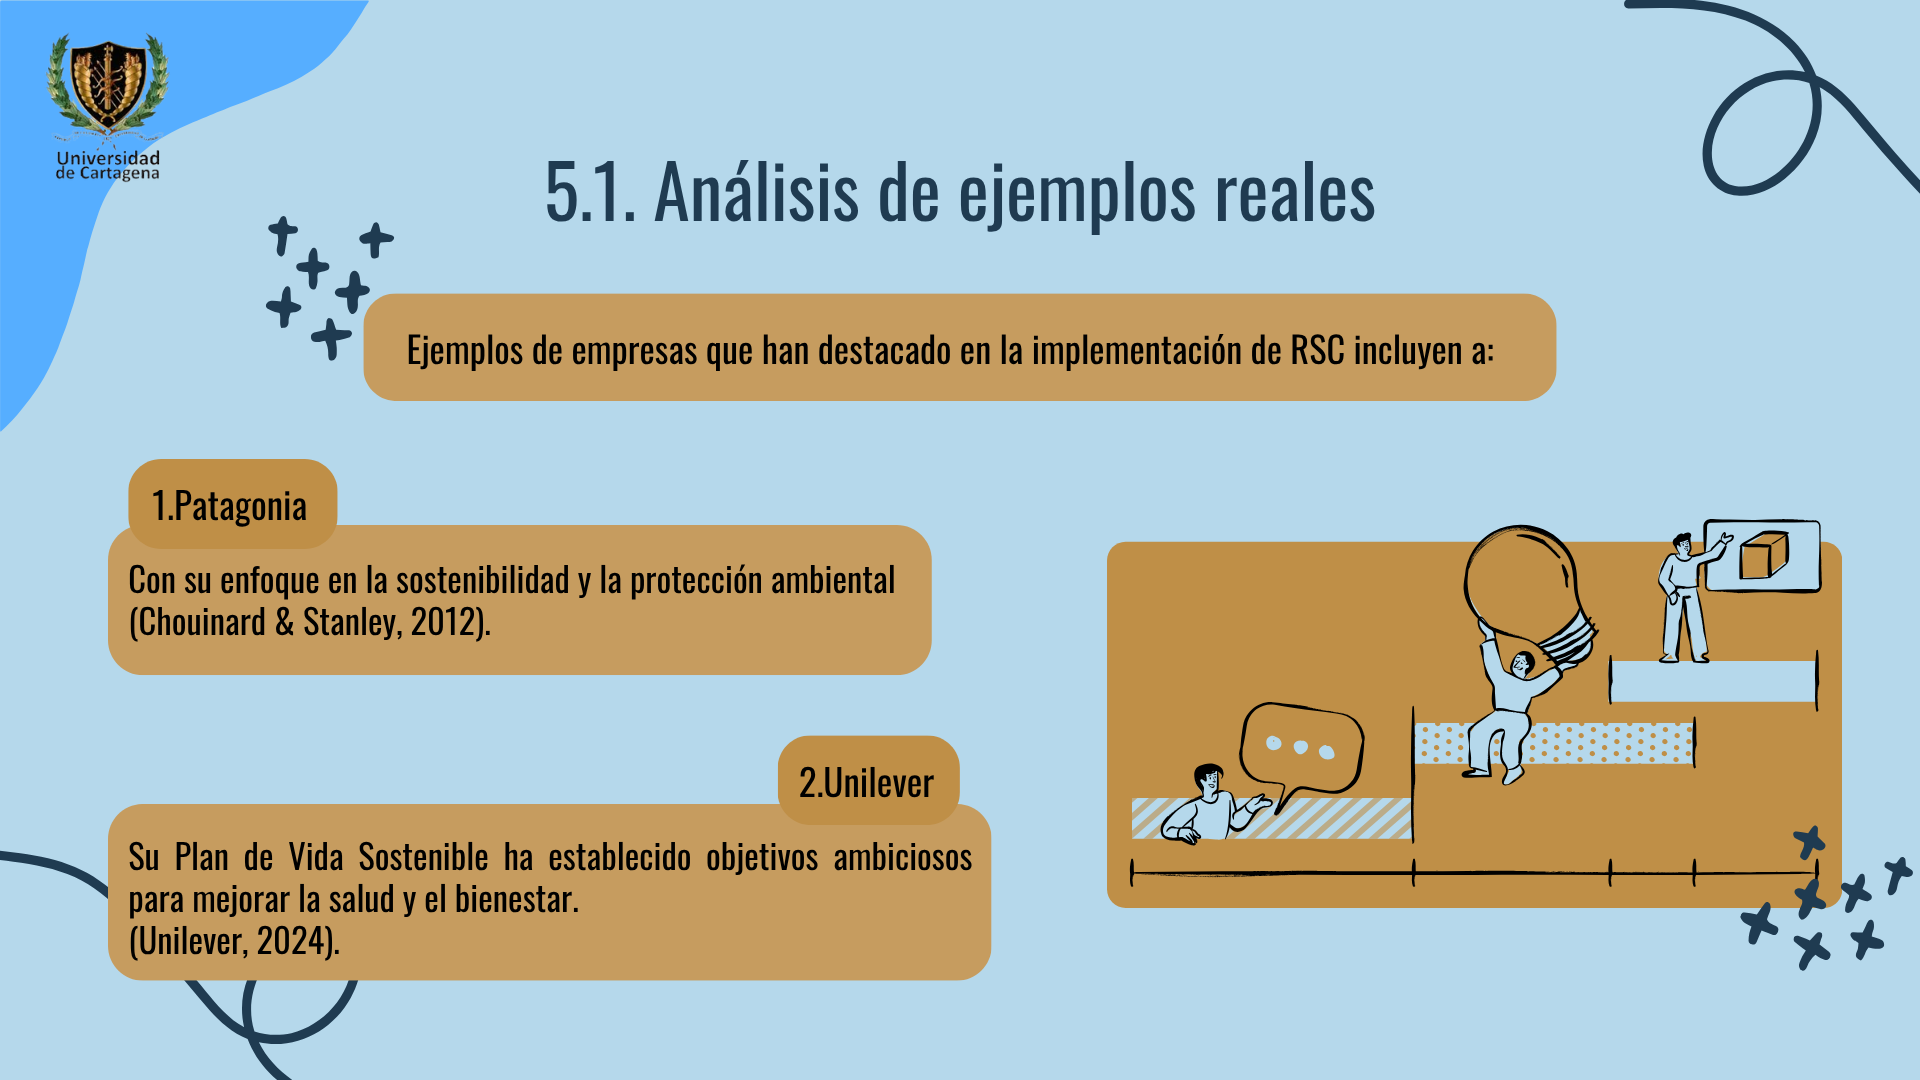 Universidad
de Cartagena
5.1. Análisis de ejemplos reales
Ejemplos de empresas que han destacado en la implementación de RSC incluyen a:
1.Patagonia
Con su enfoque en la sostenibilidad y la protección ambiental
(Chouinard & Stanley, 2012).
2.Unilever
Su Plan de Vida Sostenible ha establecido objetivos ambiciosos
para mejorar la salud y el bienestar.
(Unilever, 2024).